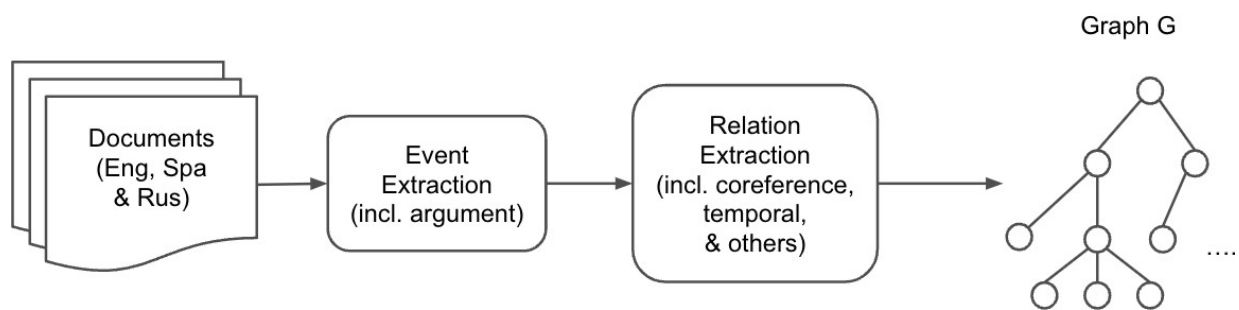 Graph G
Documents
(Eng, Spa
& Rus)
Event
Extraction
(incl. argument)
Relation
Extraction
(incl. coreference,
temporal,
& others)
....